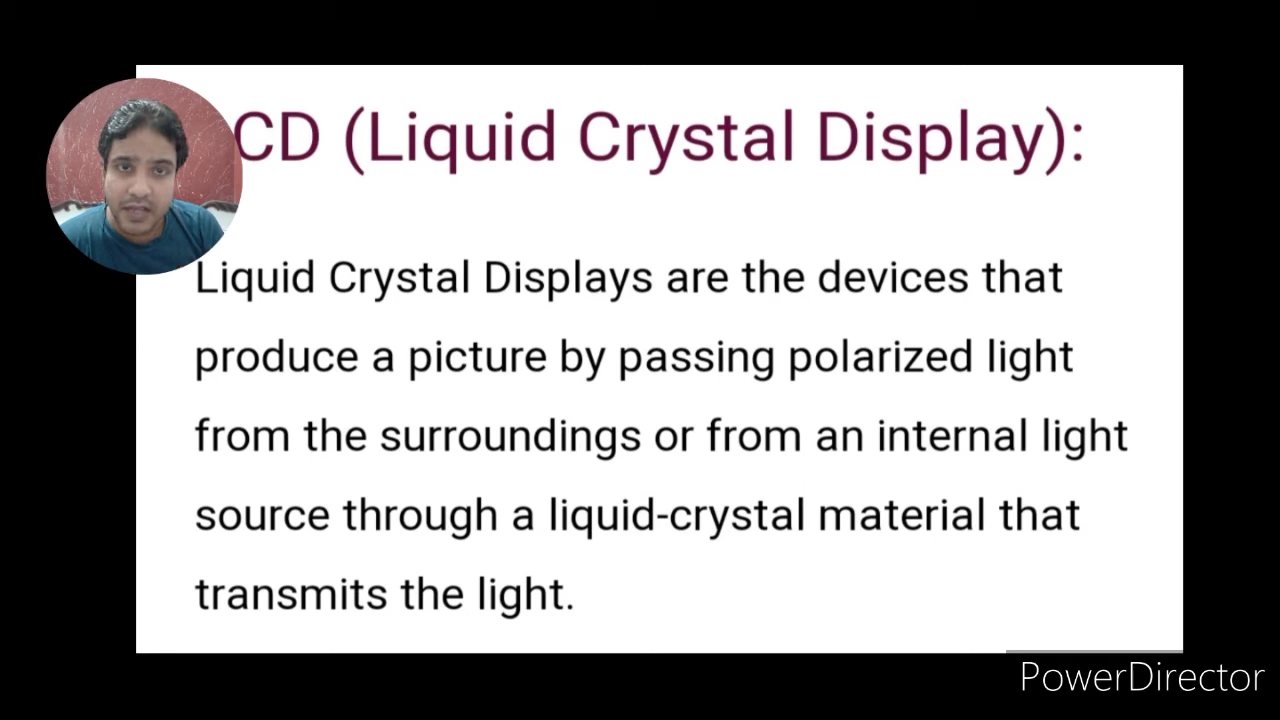 CD (Liquid Crystal Display):
Liquid Crystal Displays are the devices that
produce a picture by passing polarized light
from the surroundings or from an internal light
source through a liquid-crystal material that
transmits the light.
PowerDirector